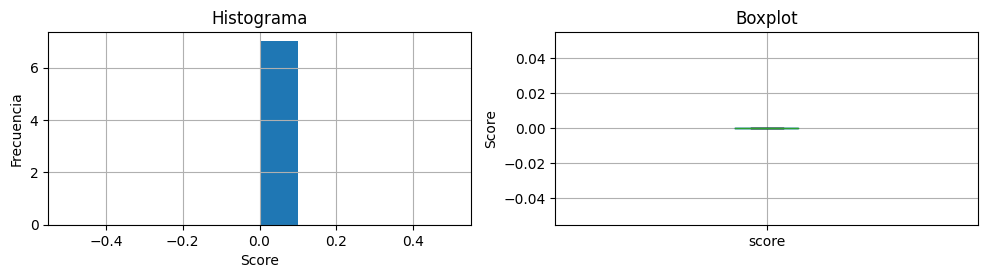 Histograma
Frecuencia
6
4
2
0
−0.4 −0.2 0.0 0.2 0.4
Score
Boxplot
Score
0.04
0.02
0.00
−0.02
−0.04
score